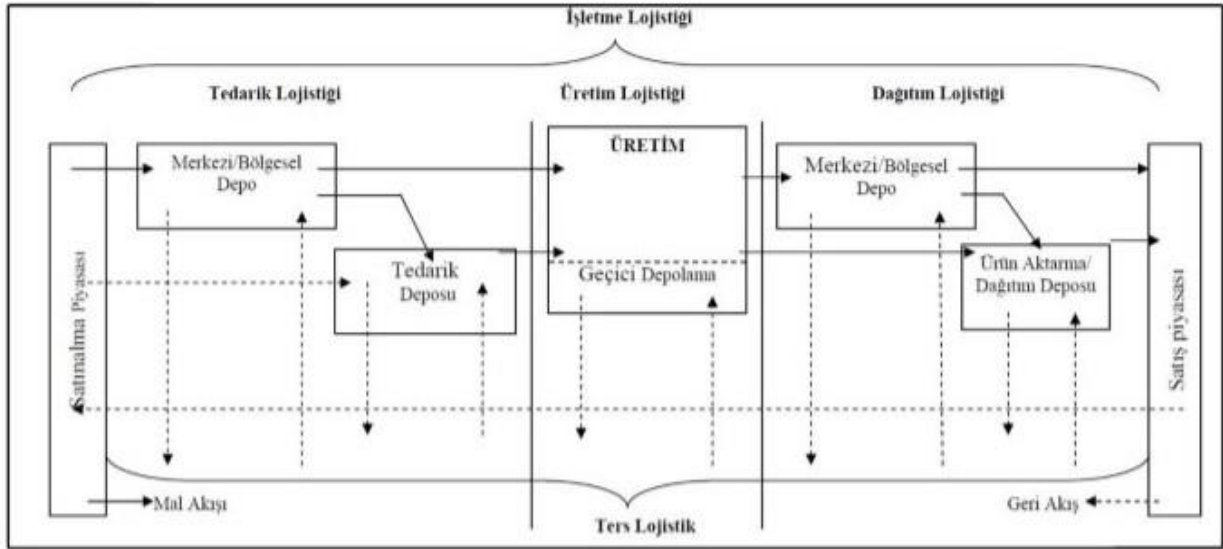 İşletme Lojistiği
Tedarik Lojistiği
Üretim Lojistiği
Dağıtım Lojistiği
Merkezi/Bölgesel
Depo
ÜRETİM
Merkezi/Bölgesel
Depo
Tedarik
Deposu
Geçici Depolama
Ürün Aktarma/
Dağıtım Deposu
Satınalma Piyasası
Satış piyasası
Mal Akışı
Geri Akış
Ters Lojistik